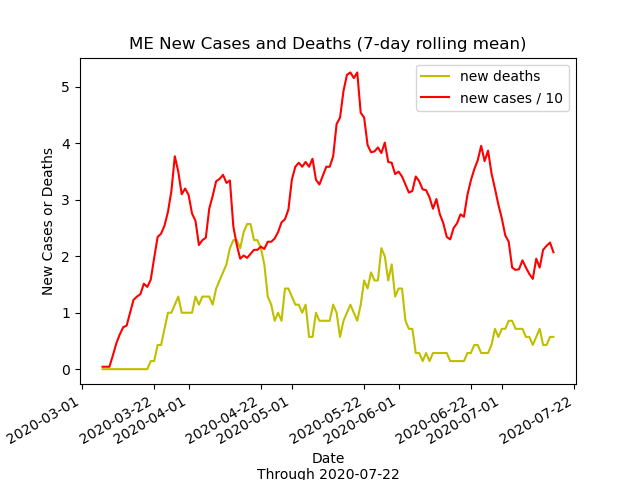 ME New Cases and Deaths (7-day rolling mean)
new deaths
new cases / 10
New Cases or Deaths
5
4
3
2
1
0
2020-03-01
2020-03-22
2020-04-01
2020-04-22
2020-05-01
2020-05-22
2020-06-01
2020-06-22
2020-07-01
2020-07-22
Date
Through 2020-07-22